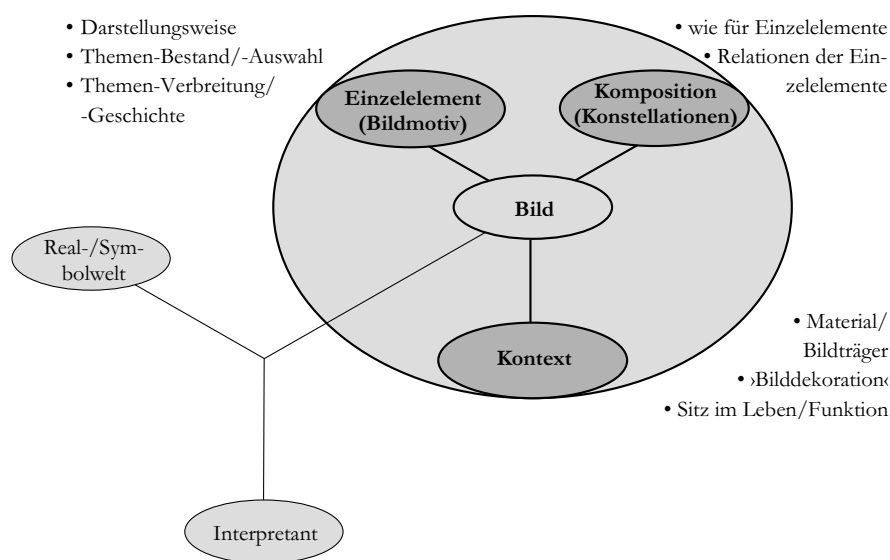 • Darstellungsweise
• Themen-Bestand/-Auswahl
• Themen-Verbreitung/
-Geschichte
• wie für Einzelelemente
• Relationen der Ein-
zelelemente
Einzelelement
(Bildmotiv)
Komposition
(Konstellationen)
Bild
Real-/Sym-
bolwelt
Kontext
• Material/
Bildträger
• ›Bilddekoration‹
• Sitz im Leben/Funktion
Interpretant